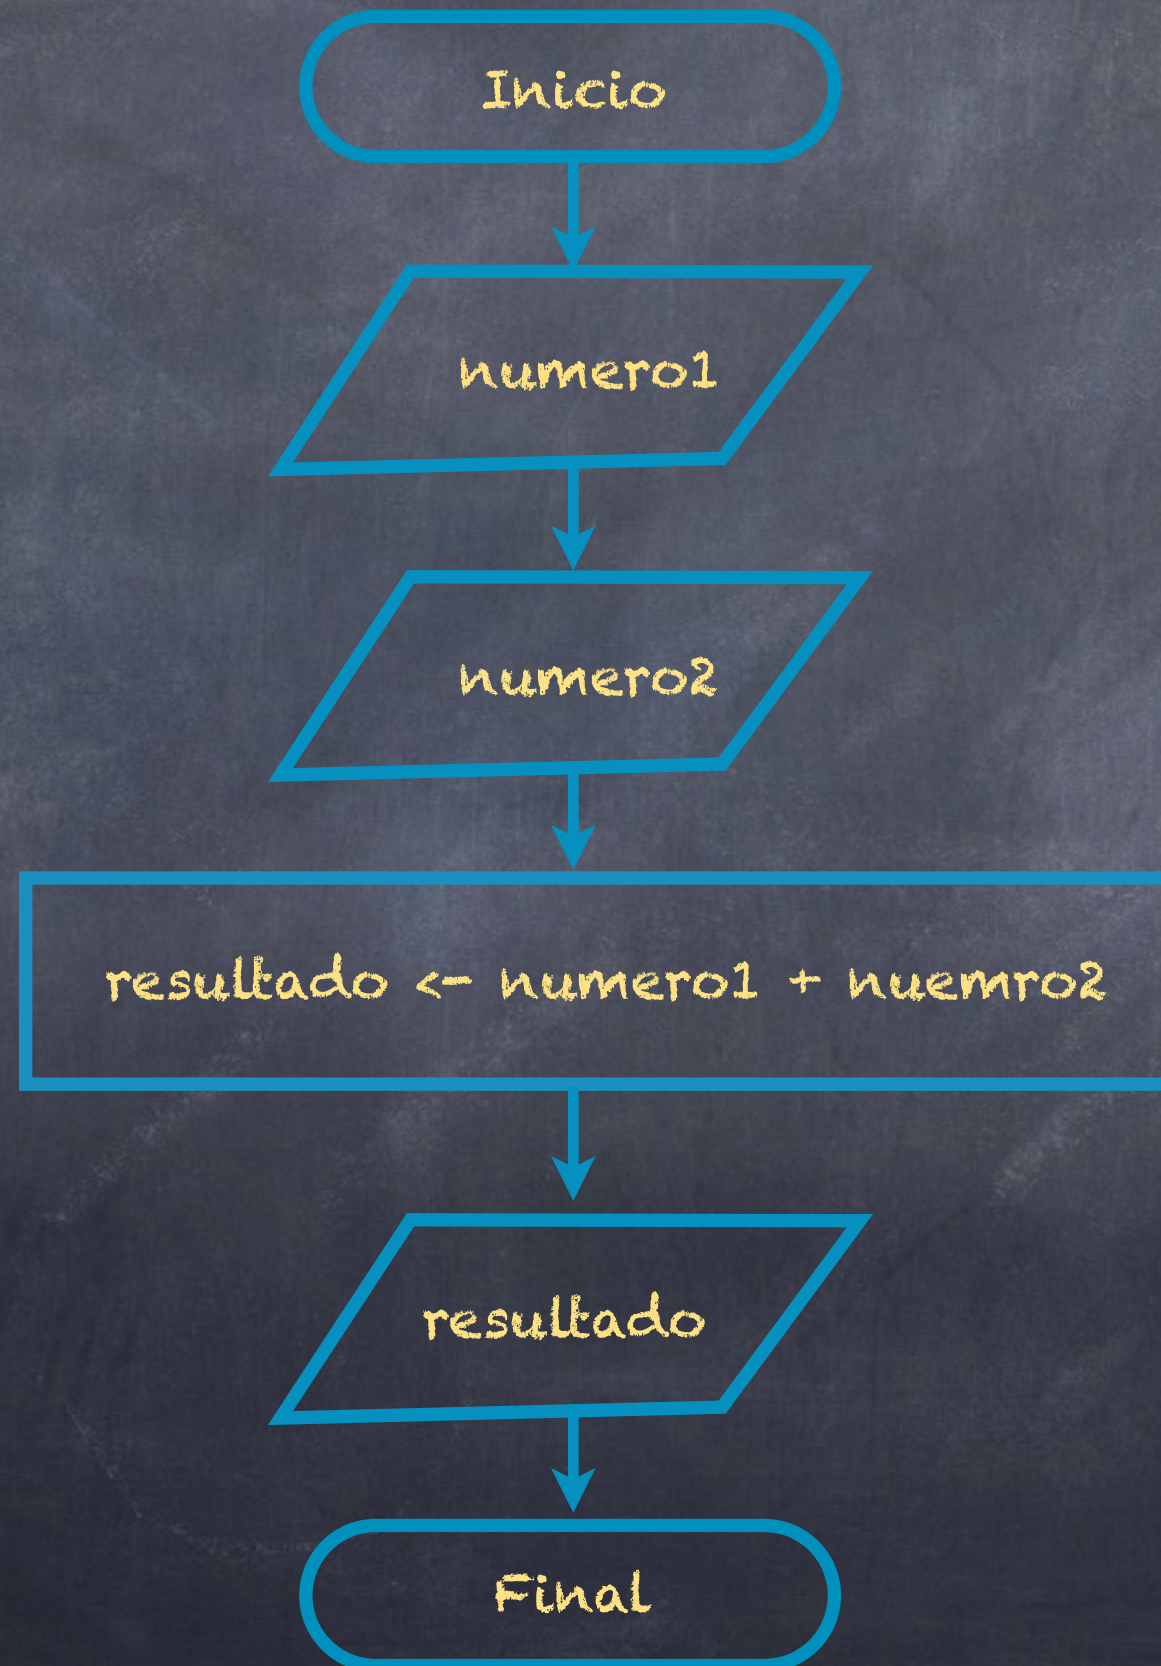 Inicio
numero1
numero2
resultado <- numero1 + nuemro2
resultado
Final